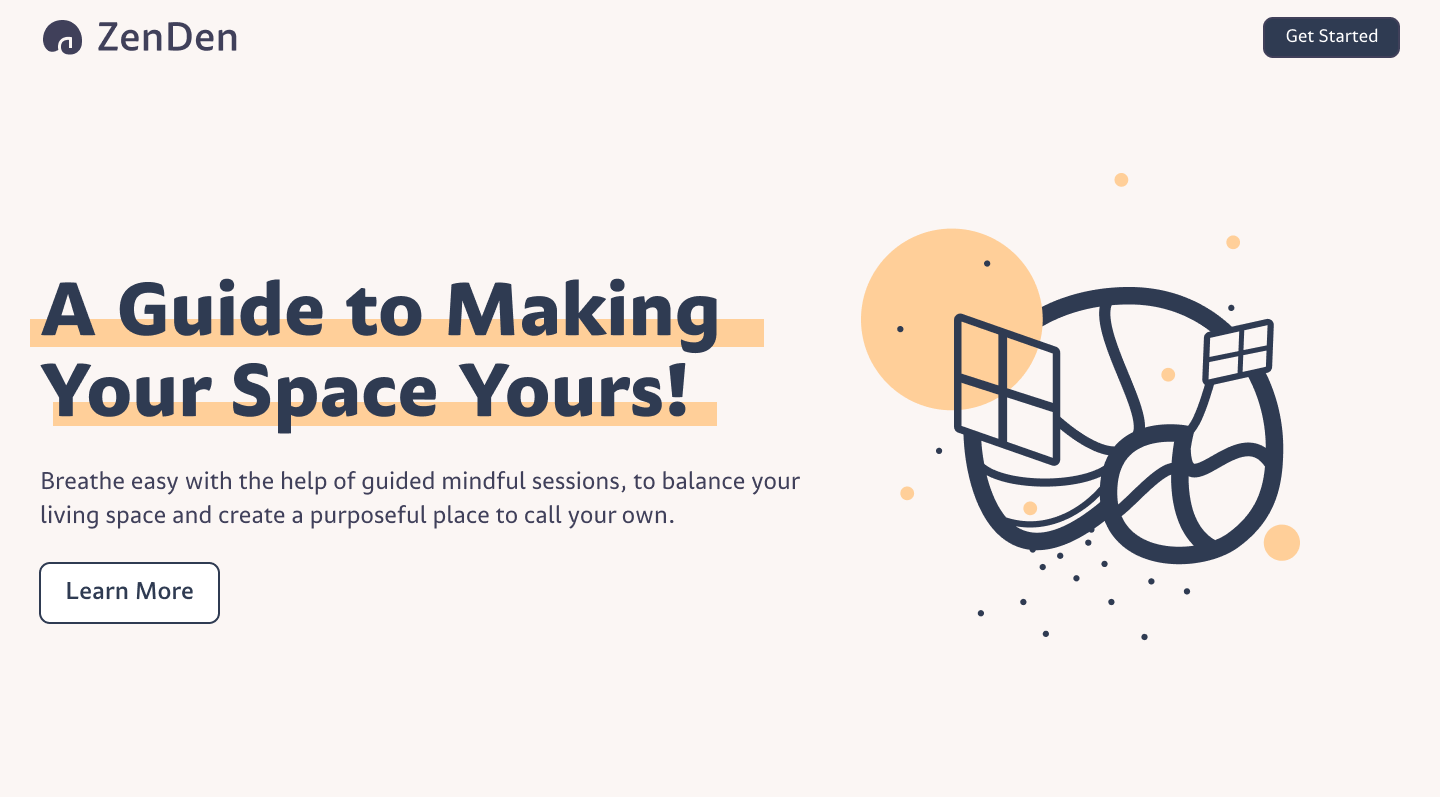 ZenDen
Get Started
A Guide to Making
Your Space Yours!
Breathe easy with the help of guided mindful sessions, to balance your
living space and create a purposeful place to call your own.
Learn More